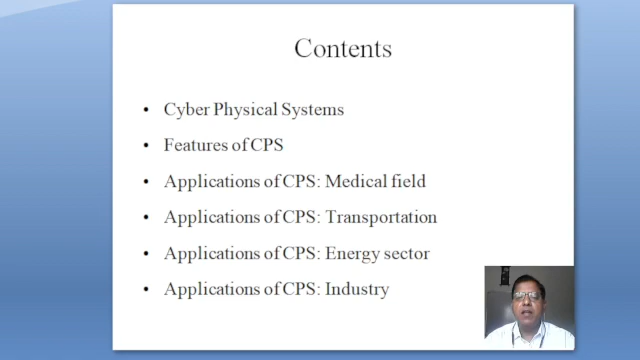 Contents
• Cyber Physical Systems
• Features of CPS
• Applications of CPS: Medical field
• Applications of CPS: Transportation
• Applications of CPS: Energy sector
• Applications of CPS: Industry